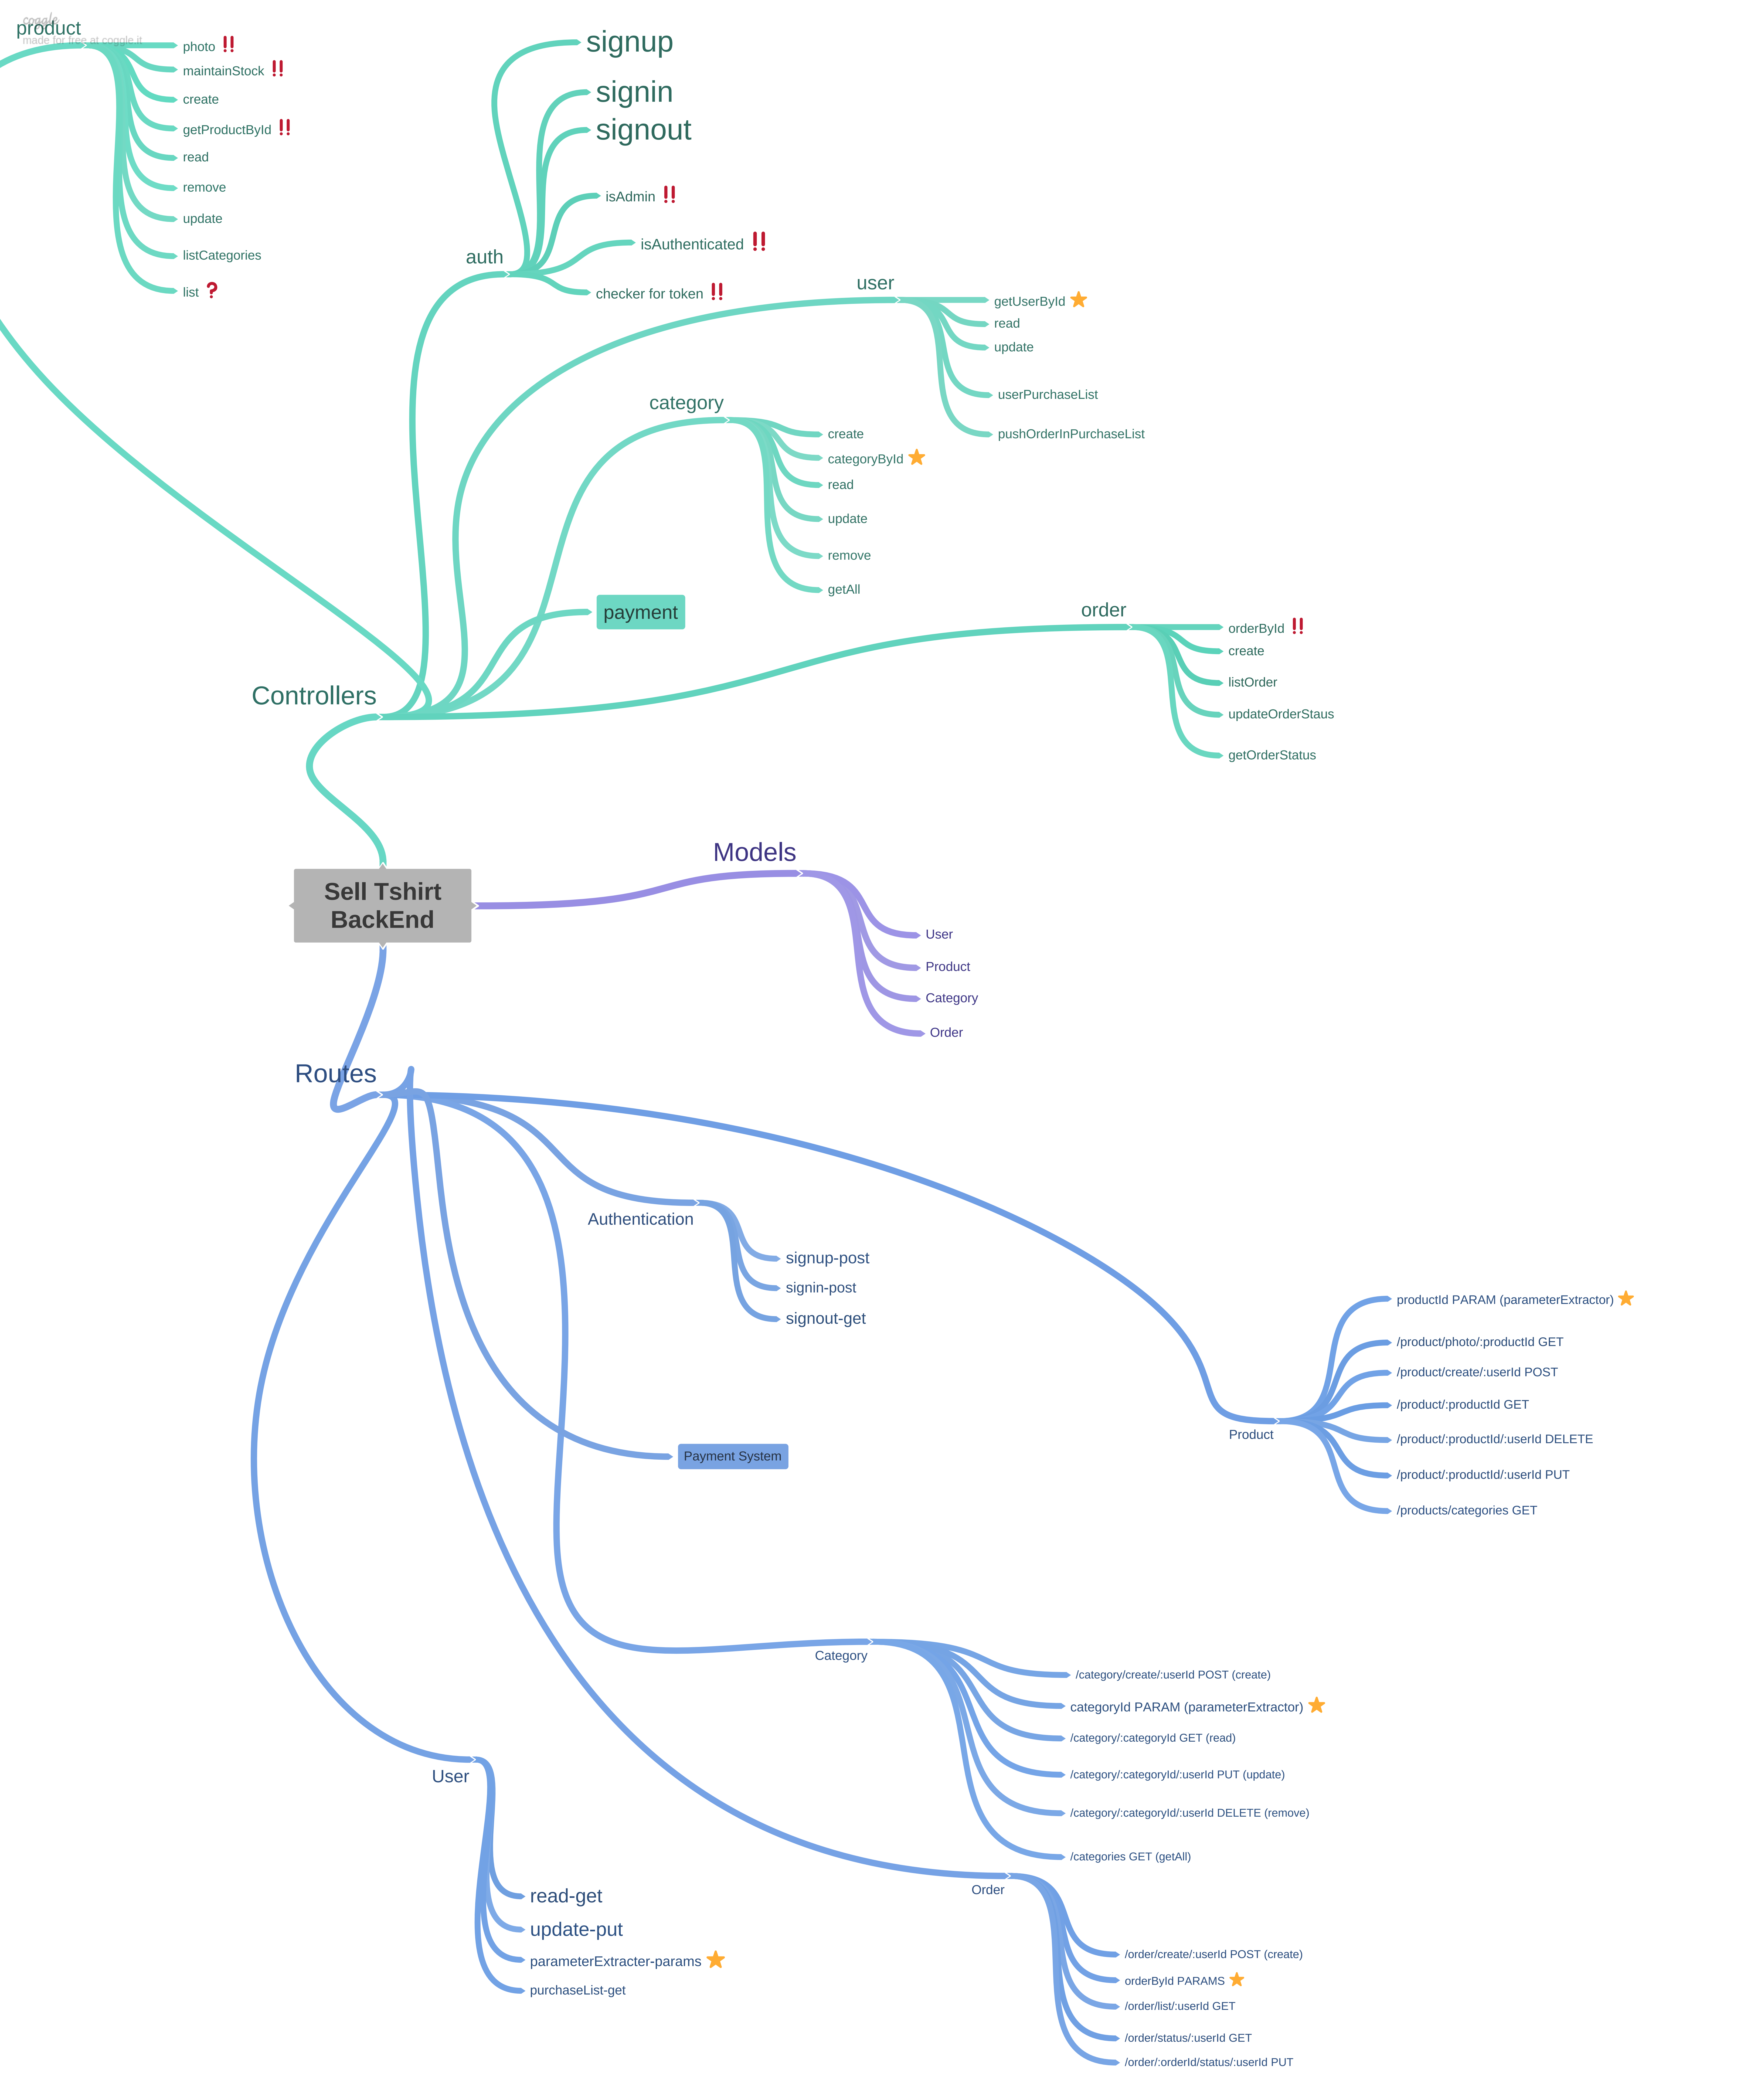 coggle
made for free at coggle.it
product
photo
maintainStock
create
getProductById
read
remove
update
listCategories
list
signup
signin
signout
isAdmin
isAuthenticated
checker for token
auth
user
getUserById
read
update
userPurchaseList
pushOrderInPurchaseList
category
create
categoryById
read
update
remove
getAll
payment
order
orderById
create
listOrder
updateOrderStaus
getOrderStatus
Controllers
Sell Tshirt
BackEnd
Models
User
Product
Category
Order
Routes
Authentication
signup-post
signin-post
signout-get
Product
productId PARAM (parameterExtractor)
/product/photo/:productId GET
/product/create/:userId POST
/product/:productId GET
/product/:productId/:userId DELETE
/product/:productId/:userId PUT
/products/categories GET
Payment System
Category
/category/create/:userId POST (create)
categoryId PARAM (parameterExtractor)
/category/:categoryId GET (read)
/category/:categoryId/:userId PUT (update)
/category/:categoryId/:userId DELETE (remove)
/categories GET (getAll)
User
read-get
update-put
parameterExtracter-params
purchaseList-get
Order
/order/create/:userId POST (create)
orderById PARAMS
/order/list/:userId GET
/order/status/:userId GET
/order/:orderId/status/:userId PUT